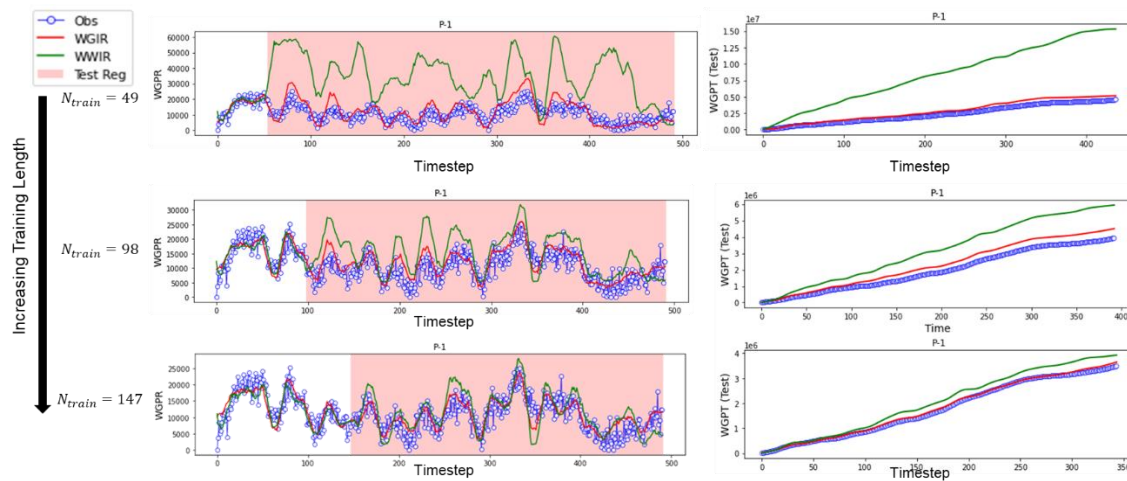 Obs
WGIR
WWIR
Test Reg
Increasing Training Length
N_train = 49
P-1
WGPR
60000
50000
40000
30000
20000
10000
0
0 100 200 300 400 500
Timestep
1e7
P-1
WGPT (Test)
1.50
1.25
1.00
0.75
0.50
0.25
0.00
0 100 200 300 400
Timestep
N_train = 98
P-1
WGPR
30000
25000
20000
15000
10000
5000
0
0 100 200 300 400 500
Timestep
1e6
P-1
WGPT (Test)
6
5
4
3
2
1
0
0 50 100 150 200 250 300 350 400
Time
N_train = 147
P-1
WGPR
25000
20000
15000
10000
5000
0
0 100 200 300 400 500
Timestep
1e6
P-1
WGPT (Test)
4
3
2
1
0
0 50 100 150 200 250 300 350
Timestep